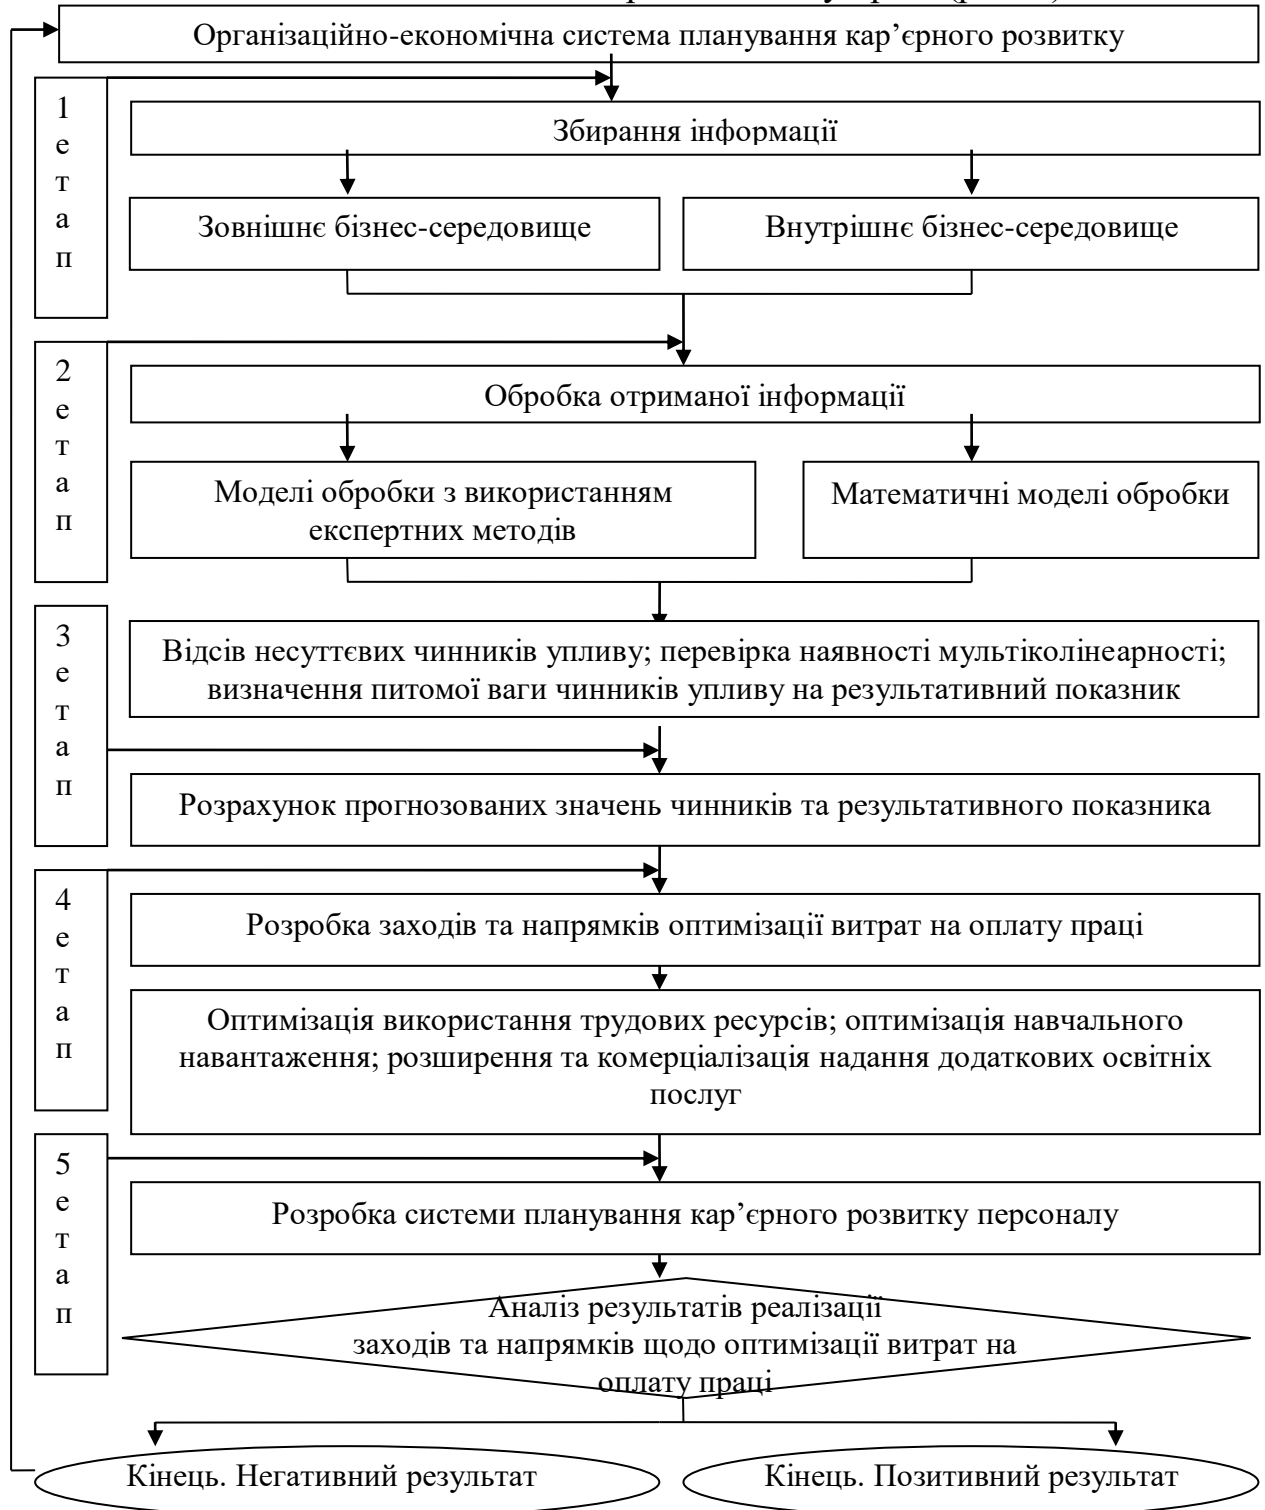 Організаційно-економічна система планування кар’єрного розвитку
1
е
т
а
п
Збирання інформації
Зовнішнє бізнес-середовище
Внутрішнє бізнес-середовище
2
е
т
а
п
Обробка отриманої інформації
Моделі обробки з використанням
експертних методів
Математичні моделі обробки
3
е
т
а
п
Відсів несуттєвих чинників упливу; перевірка наявності мультіколінеарності;
визначення питомої ваги чинників упливу на результативний показник
Розрахунок прогнозованих значень чинників та результативного показника
4
е
т
а
п
Розробка заходів та напрямків оптимізації витрат на оплату праці
Оптимізація використання трудових ресурсів; оптимізація навчального
навантаження; розширення та комерціалізація надання додаткових освітніх
послуг
5
е
т
а
п
Розробка системи планування кар’єрного розвитку персоналу
Аналіз результатів реалізації
заходів та напрямків щодо оптимізації витрат на
оплату праці
Кінець. Негативний результат
Кінець. Позитивний результат